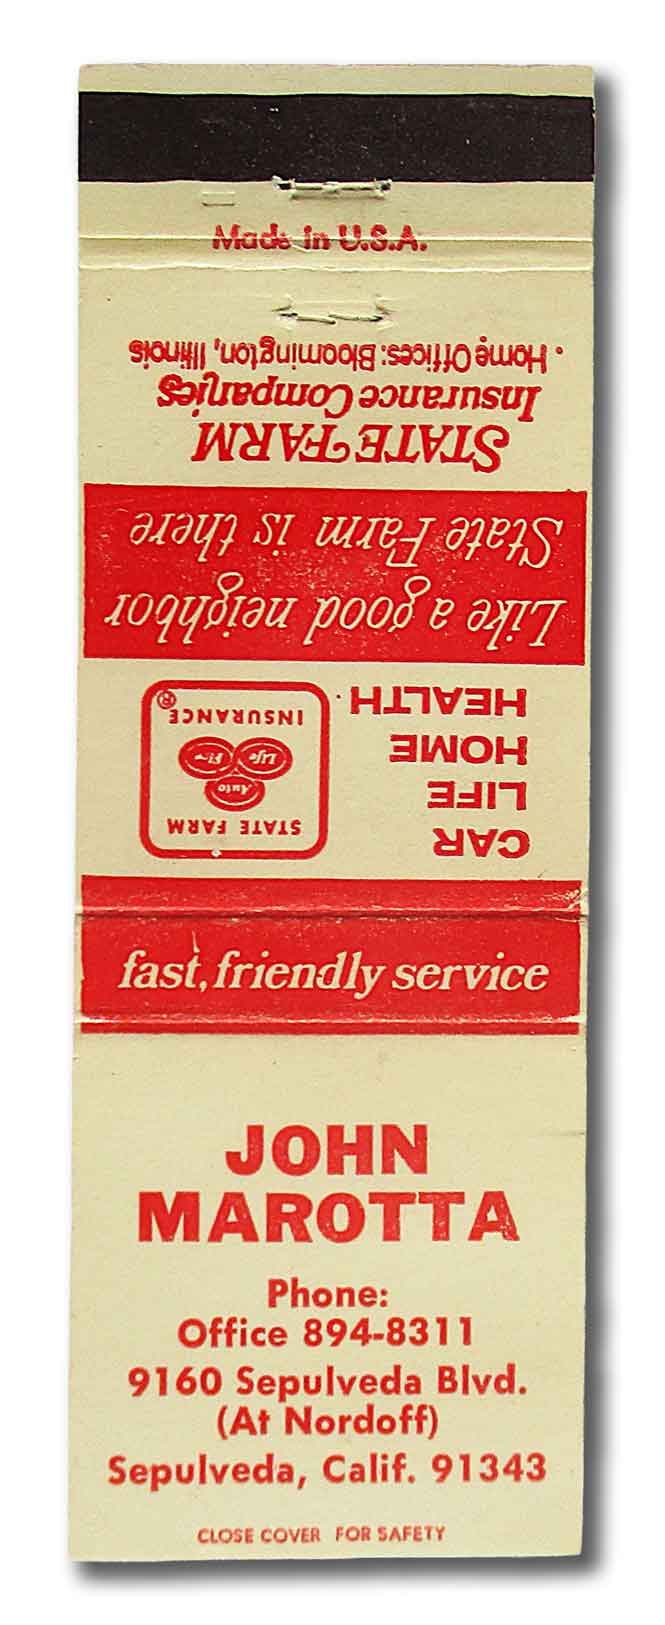 Made in U.S.A.
CAR
LIFE
HOME
HEALTH
STATE FARM
Auto
Life Fire
INSURANCE ®
Like a good neighbor
State Farm is there
STATE FARM
Insurance Companies
Home Offices: Bloomington, Illinois
fast, friendly service
JOHN
MAROTTA
Phone:
Office 894-8311
9160 Sepulveda Blvd.
(At Nordoff)
Sepulveda, Calif. 91343
CLOSE COVER FOR SAFETY